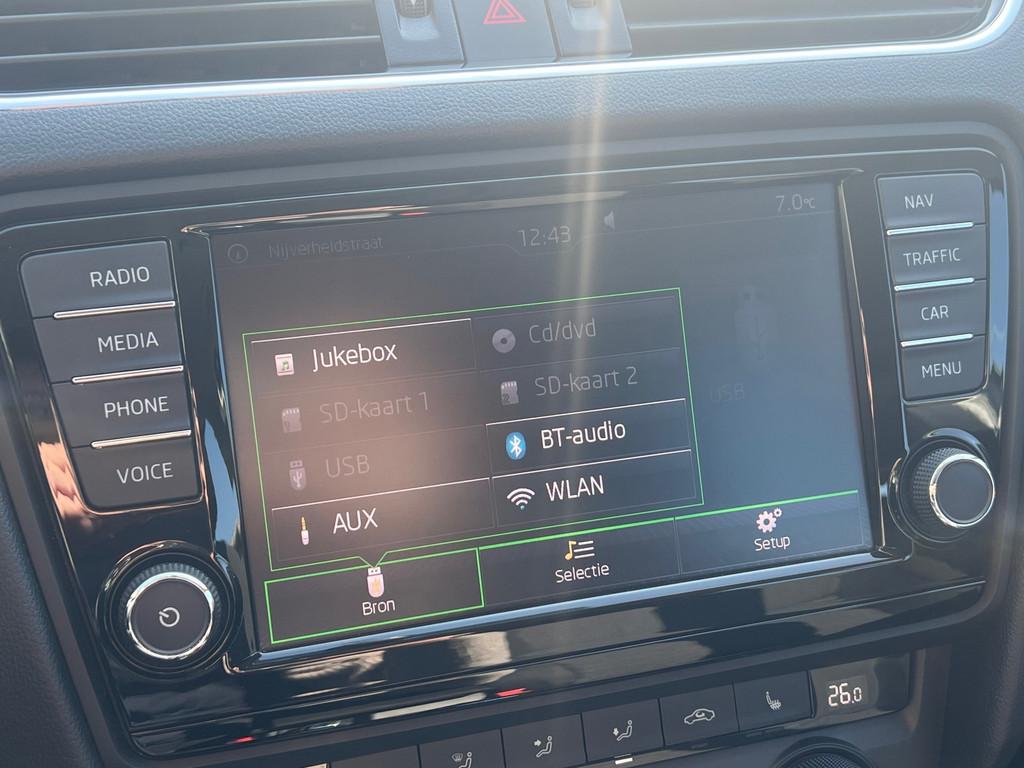 Nijverheidstraat
12:43
7.0°C
RADIO
MEDIA
PHONE
VOICE
NAV
TRAFFIC
CAR
MENU
Jukebox
Cd/dvd
SD-kaart 1
SD-kaart 2
USB
BT-audio
AUX
WLAN
USB
Bron
Selectie
Setup
26.0